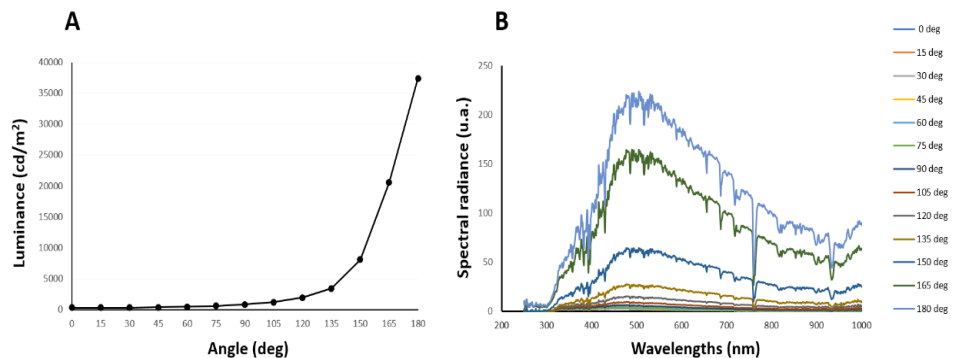 A
Luminance (cd/m²)
40000
35000
30000
25000
20000
15000
10000
5000
0
0 15 30 45 60 75 90 105 120 135 150 165 180
Angle (deg)
B
Spectral radiance (u.a.)
250
200
150
100
50
0
200 300 400 500 600 700 800 900 1000
Wavelengths (nm)
0 deg
15 deg
30 deg
45 deg
60 deg
75 deg
90 deg
105 deg
120 deg
135 deg
150 deg
165 deg
180 deg